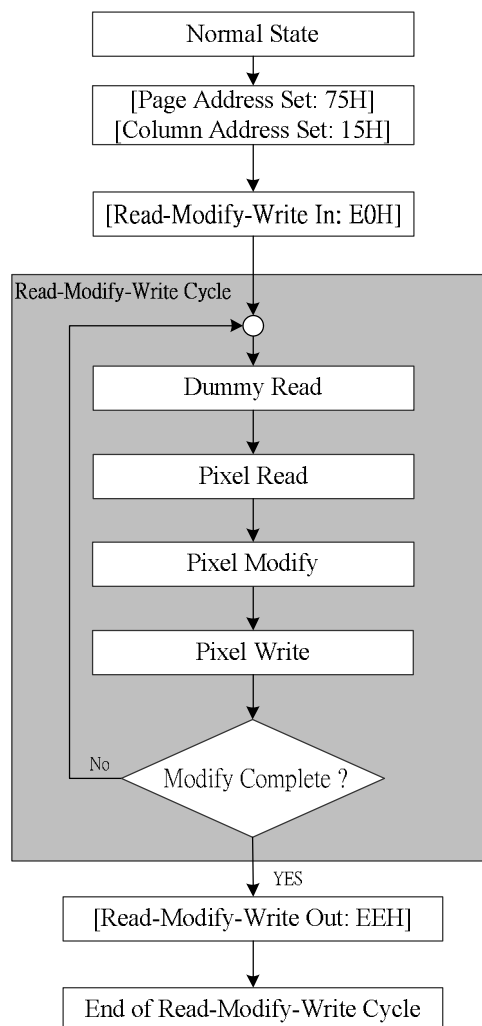 Normal State
[Page Address Set: 75H]
[Column Address Set: 15H]
[Read-Modify-Write In: E0H]
Read-Modify-Write Cycle
Dummy Read
Pixel Read
Pixel Modify
Pixel Write
No
Modify Complete ?
YES
[Read-Modify-Write Out: EEH]
End of Read-Modify-Write Cycle